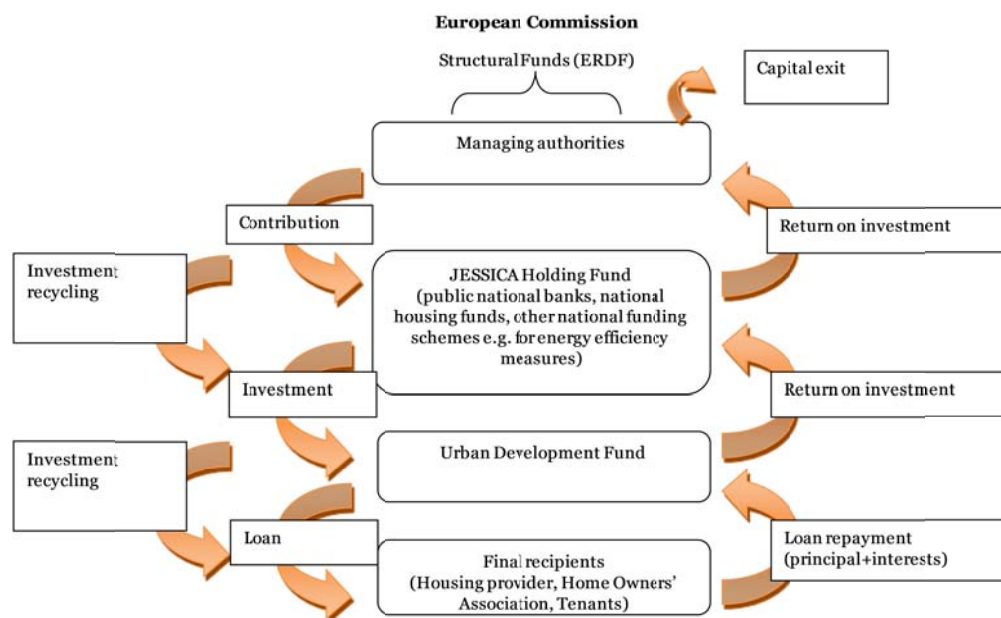 European Commission
Structural Funds (ERDF)
Capital exit
Managing authorities
Contribution
Return on investment
Investment
recycling
JESSICA Holding Fund
(public national banks, national
housing funds, other national funding
schemes e.g. for energy efficiency
measures)
Investment
Return on investment
Investment
recycling
Urban Development Fund
Loan
Loan repayment
(principal+interests)
Final recipients
(Housing provider, Home Owners’
Association, Tenants)